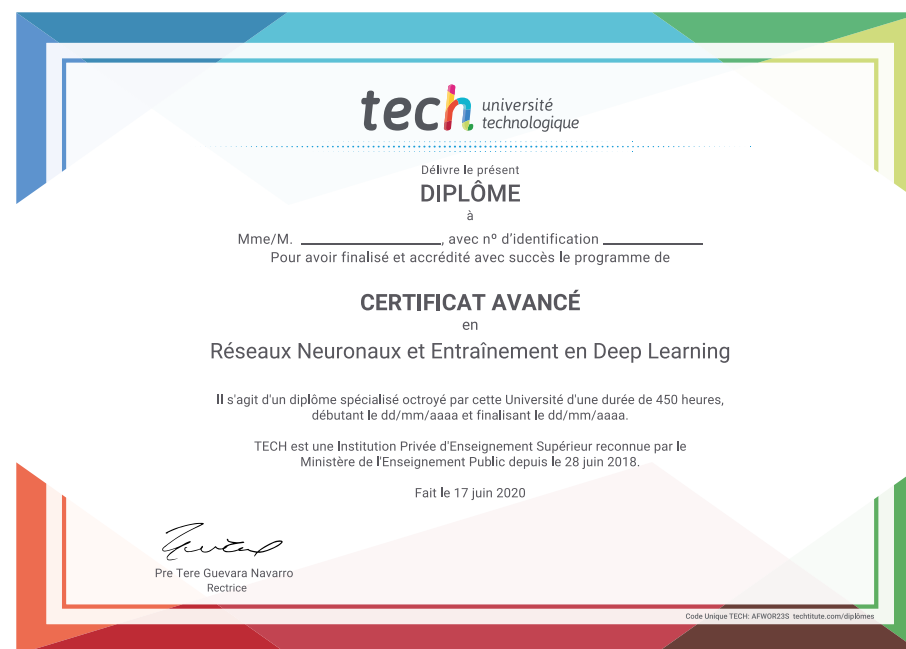 tech université
technologique
Délivre le présent
DIPLÔME
à
Mme/M. ____________________, avec nº d'identification ______________
Pour avoir finalisé et accrédité avec succès le programme de
CERTIFICAT AVANCÉ
en
Réseaux Neuronaux et Entraînement en Deep Learning
Il s'agit d'un diplôme spécialisé octroyé par cette Université d'une durée de 450 heures,
débutant le dd/mm/aaaa et finalisant le dd/mm/aaaa.
TECH est une Institution Privée d'Enseignement Supérieur reconnue par le
Ministère de l'Enseignement Public depuis le 28 juin 2018.
Fait le 17 juin 2020
Pre Tere Guevara Navarro
Rectrice
Code Unique TECH: AFWOR23S techtitute.com/diplômes